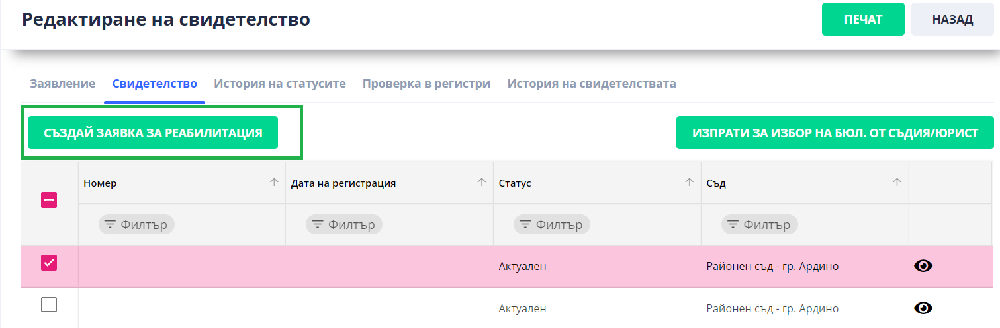 Редактиране на свидетелство
ПЕЧАТ
НАЗАД
Заявление
Свидетелство
История на статусите
Проверка в регистри
История на свидетелствата
СЪЗДАЙ ЗАЯВКА ЗА РЕАБИЛИТАЦИЯ
ИЗПРАТИ ЗА ИЗБОР НА БЮЛ. ОТ СЪДИЯ/ЮРИСТ
Номер
Дата на регистрация
Статус
Съд
Филтър
Филтър
Филтър
Филтър
Актуален
Районен съд - гр. Ардино
Актуален
Районен съд - гр. Ардино